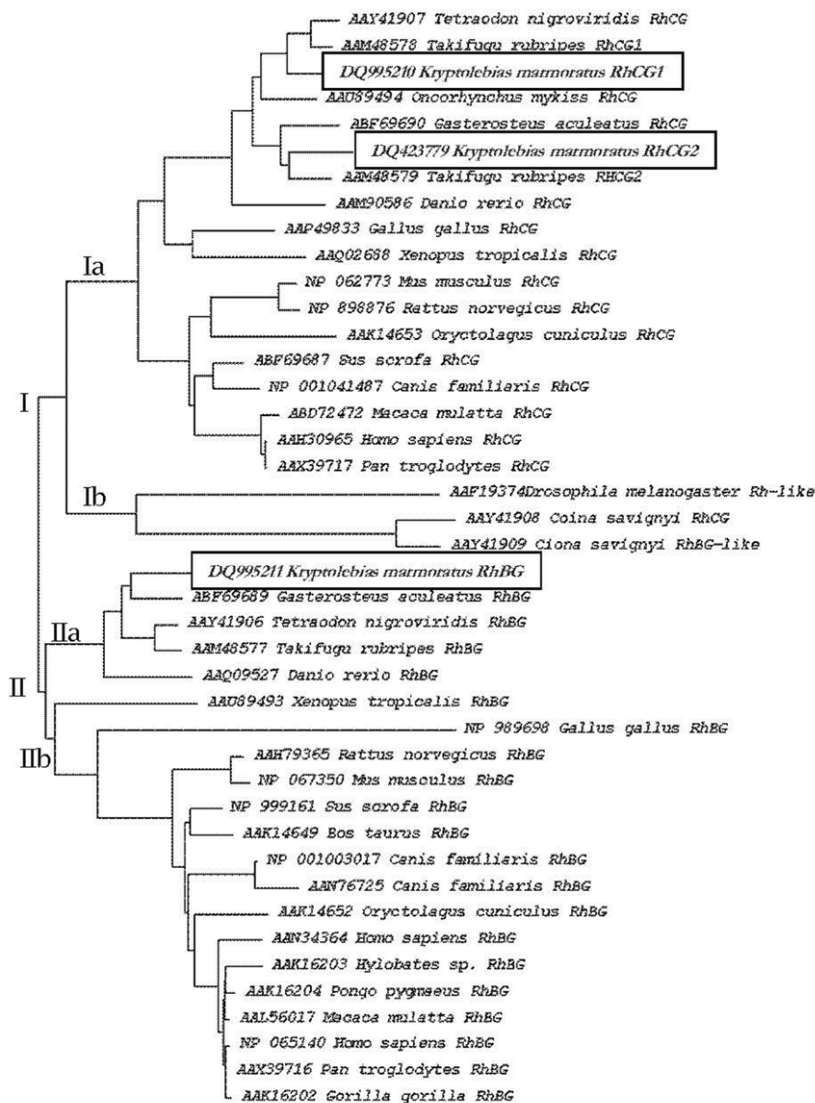 AAY41907 Tetraodon nigroviridis RhCG
AAM48578 Takifugu rubripes RhCG1
DQ995210 Kryptolebias marmoratus RhCG1
AAU89494 Oncorhynchus mykiss RhCG
ABF69690 Gasterosteus aculeatus RhCG
DQ423779 Kryptolebias marmoratus RhCG2
AAM48579 Takifugu rubripes RHCG2
AAM90586 Danio rerio RhCG
AAP49833 Gallus gallus RhCG
AAQ02688 Xenopus tropicalis RhCG
Ia
NP 062773 Mus musculus RhCG
NP 898876 Rattus norvegicus RhCG
AAK14653 Oryctolagus cuniculus RhCG
ABF69687 Sus scrofa RhCG
NP 001041487 Canis familiaris RhCG
I
ABD72472 Macaca mulatta RhCG
AAH30965 Homo sapiens RhCG
AAX39717 Pan troglodytes RhCG
Ib
AAF19374Drosophila melanogaster Rh-like
AAY41908 Coina savignyi RhCG
AAY41909 Ciona savignyi RhBG-like
DQ995211 Kryptolebias marmoratus RhBG
ABF69689 Gasterosteus aculeatus RhBG
IIa
AAY41906 Tetraodon nigroviridis RhBG
AAM48577 Takifugu rubripes RhBG
AAQ09527 Danio rerio RhBG
II
AAU89493 Xenopus tropicalis RhBG
NP 989698 Gallus gallus RhBG
IIb
AAH79365 Rattus norvegicus RhBG
NP 067350 Mus musculus RhBG
NP 999161 Sus scrofa RhBG
AAK14649 Bos taurus RhBG
NP 001003017 Canis familiaris RhBG
AAN76725 Canis familiaris RhBG
AAK14652 Oryctolagus cuniculus RhBG
AAN34364 Homo sapiens RhBG
AAK16203 Hylobates sp. RhBG
AAK16204 Pongo pygmaeus RhBG
AAL56017 Macaca mulatta RhBG
NP 065140 Homo sapiens RhBG
AAX39716 Pan troglodytes RhBG
AAK16202 Gorilla gorilla RhBG